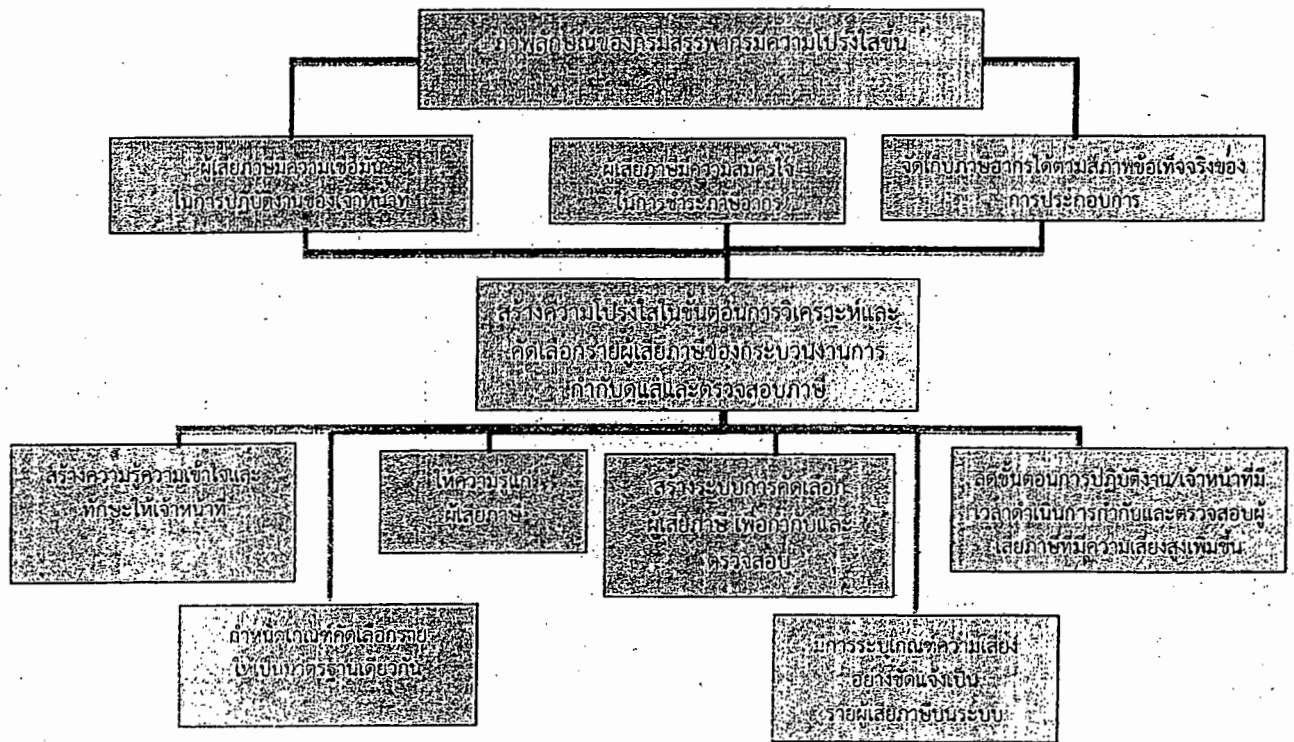 ภาพลักษณ์ของกรมสรรพากรมีความโปร่งใสขึ้น
ผู้เสียภาษีมีความเชื่อมั่น
ในการปฏิบัติงานของเจ้าหน้าที่
ผู้เสียภาษีมีความสมัครใจ
ในการชำระภาษีอากร
จัดเก็บภาษีอากรได้ตามสภาพข้อเท็จจริงของ
การประกอบการ
สร้างความโปร่งใสในขั้นตอนการวิเคราะห์และ
คัดเลือกรายผู้เสียภาษีของกระบวนงานการ
กำกับดูแลและตรวจสอบภาษี
สร้างความรู้ความเข้าใจและ
ทักษะให้เจ้าหน้าที่
ให้ความรู้แก่
ผู้เสียภาษี
สร้างระบบการคัดเลือก
ผู้เสียภาษี เพื่อกำกับและ
ตรวจสอบ
ลดขั้นตอนการปฏิบัติงาน/เจ้าหน้าที่มี
เวลาดำเนินการกำกับและตรวจสอบผู้
เสียภาษีที่มีความเสี่ยงสูงเพิ่มขึ้น
กำหนดเกณฑ์คัดเลือกราย
ให้เป็นมาตรฐานเดียวกัน
มีการระบุเกณฑ์ความเสี่ยง
อย่างชัดแจ้งเป็น
รายผู้เสียภาษีบนระบบ